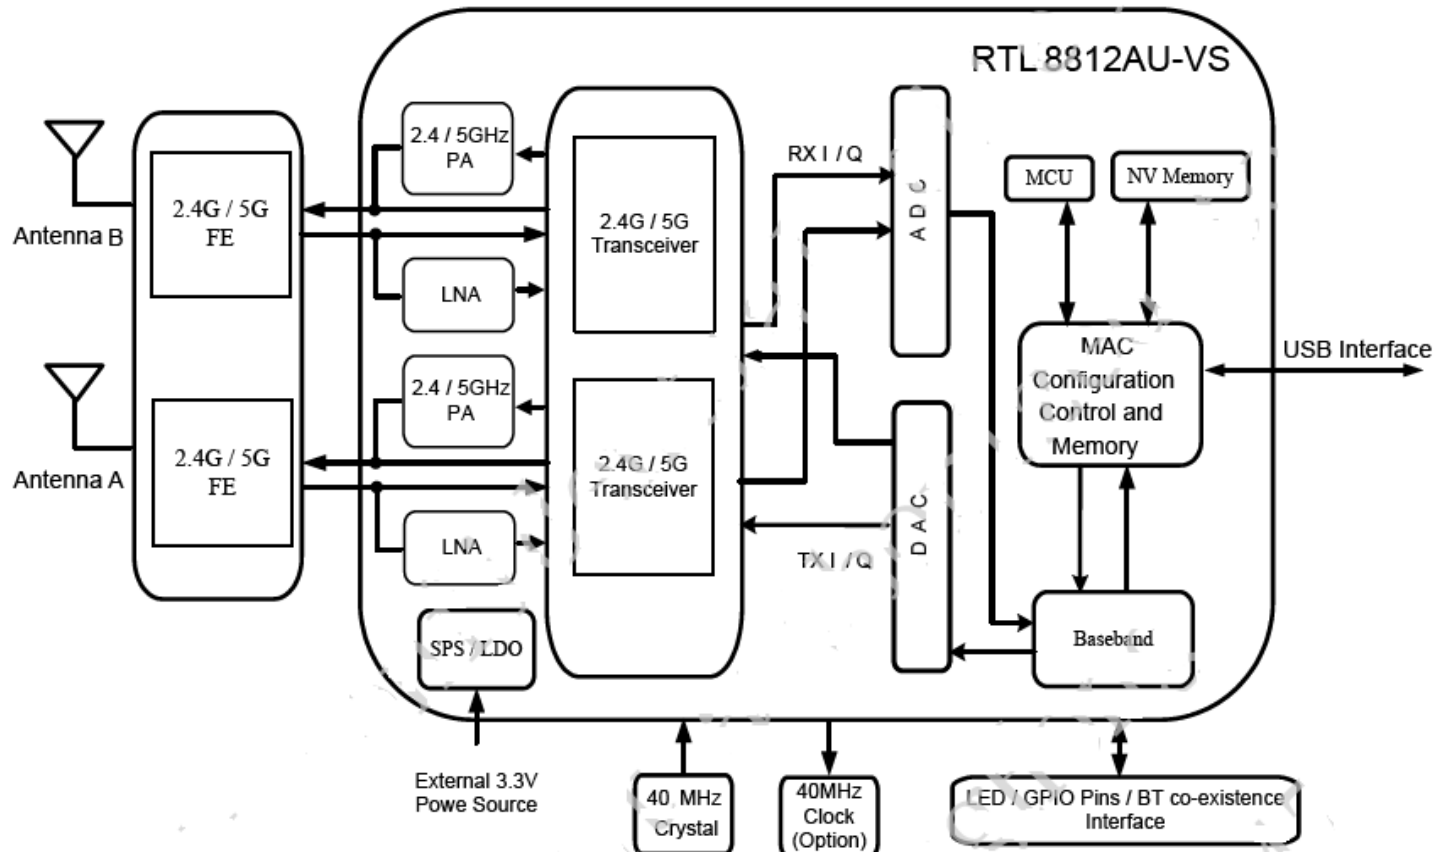 RTL 8812AU-VS
2.4 / 5GHz
PA
RX I / Q
MCU
NV Memory
2.4G / 5G
FE
2.4G / 5G
Transceiver
A D C
Antenna B
LNA
MAC
Configuration
Control and
Memory
USB Interface
2.4 / 5GHz
PA
2.4G / 5G
FE
2.4G / 5G
Transceiver
Antenna A
D A C
LNA
TX I / Q
SPS / LDO
Baseband
External 3.3V
Powe Source
40 MHz
Crystal
40MHz
Clock
(Option)
LED / GPIO Pins / BT co-existence
Interface